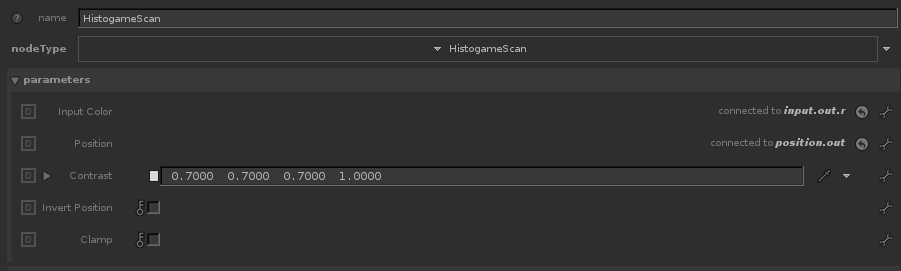 ? name HistogameScan
nodeType HistogameScan
parameters
D Input Color connected to input.out.r
D Position connected to position.out
D Contrast 0.7000 0.7000 0.7000 1.0000
D Invert Position
D Clamp